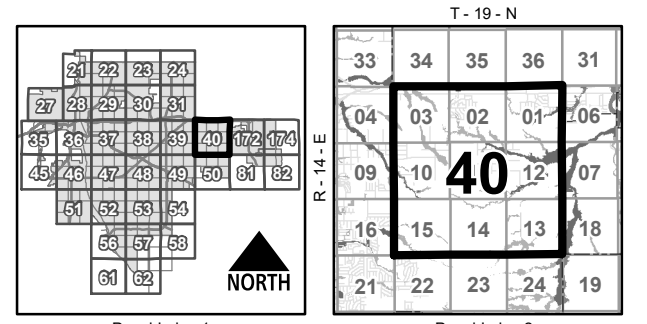 T - 19 - N
R - 14 - E
21 22 23 24
27 28 29 30 31
35 36 37 38 39 40 172 174
45 46 47 48 49 50 81 82
51 52 53 54
56 57 58
61 62
NORTH
33 34 35 36 31
04 03 02 01 06
09 10 40 12 07
16 15 14 13 18
21 22 23 24 19